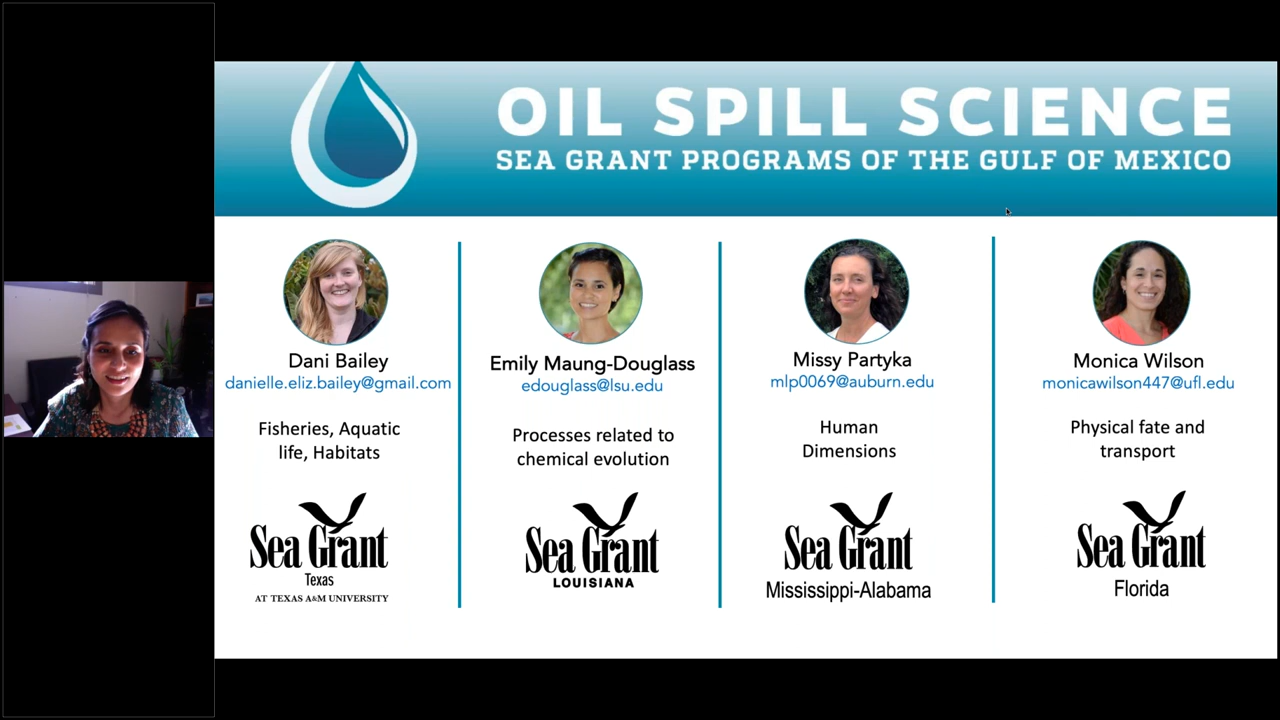 OIL SPILL SCIENCE
SEA GRANT PROGRAMS OF THE GULF OF MEXICO
Dani Bailey
danielle.eliz.bailey@gmail.com
Fisheries, Aquatic
life, Habitats
Sea Grant
Texas
AT TEXAS A&M UNIVERSITY
Emily Maung-Douglass
edouglass@lsu.edu
Processes related to
chemical evolution
Sea Grant
LOUISIANA
Missy Partyka
mlp0069@auburn.edu
Human
Dimensions
Sea Grant
Mississippi-Alabama
Monica Wilson
monicawilson447@ufl.edu
Physical fate and
transport
Sea Grant
Florida